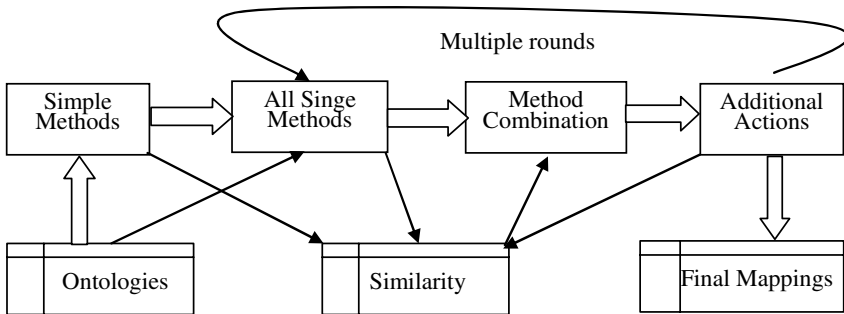 Multiple rounds
Simple
Methods
All Singe
Methods
Method
Combination
Additional
Actions
Ontologies
Similarity
Final Mappings